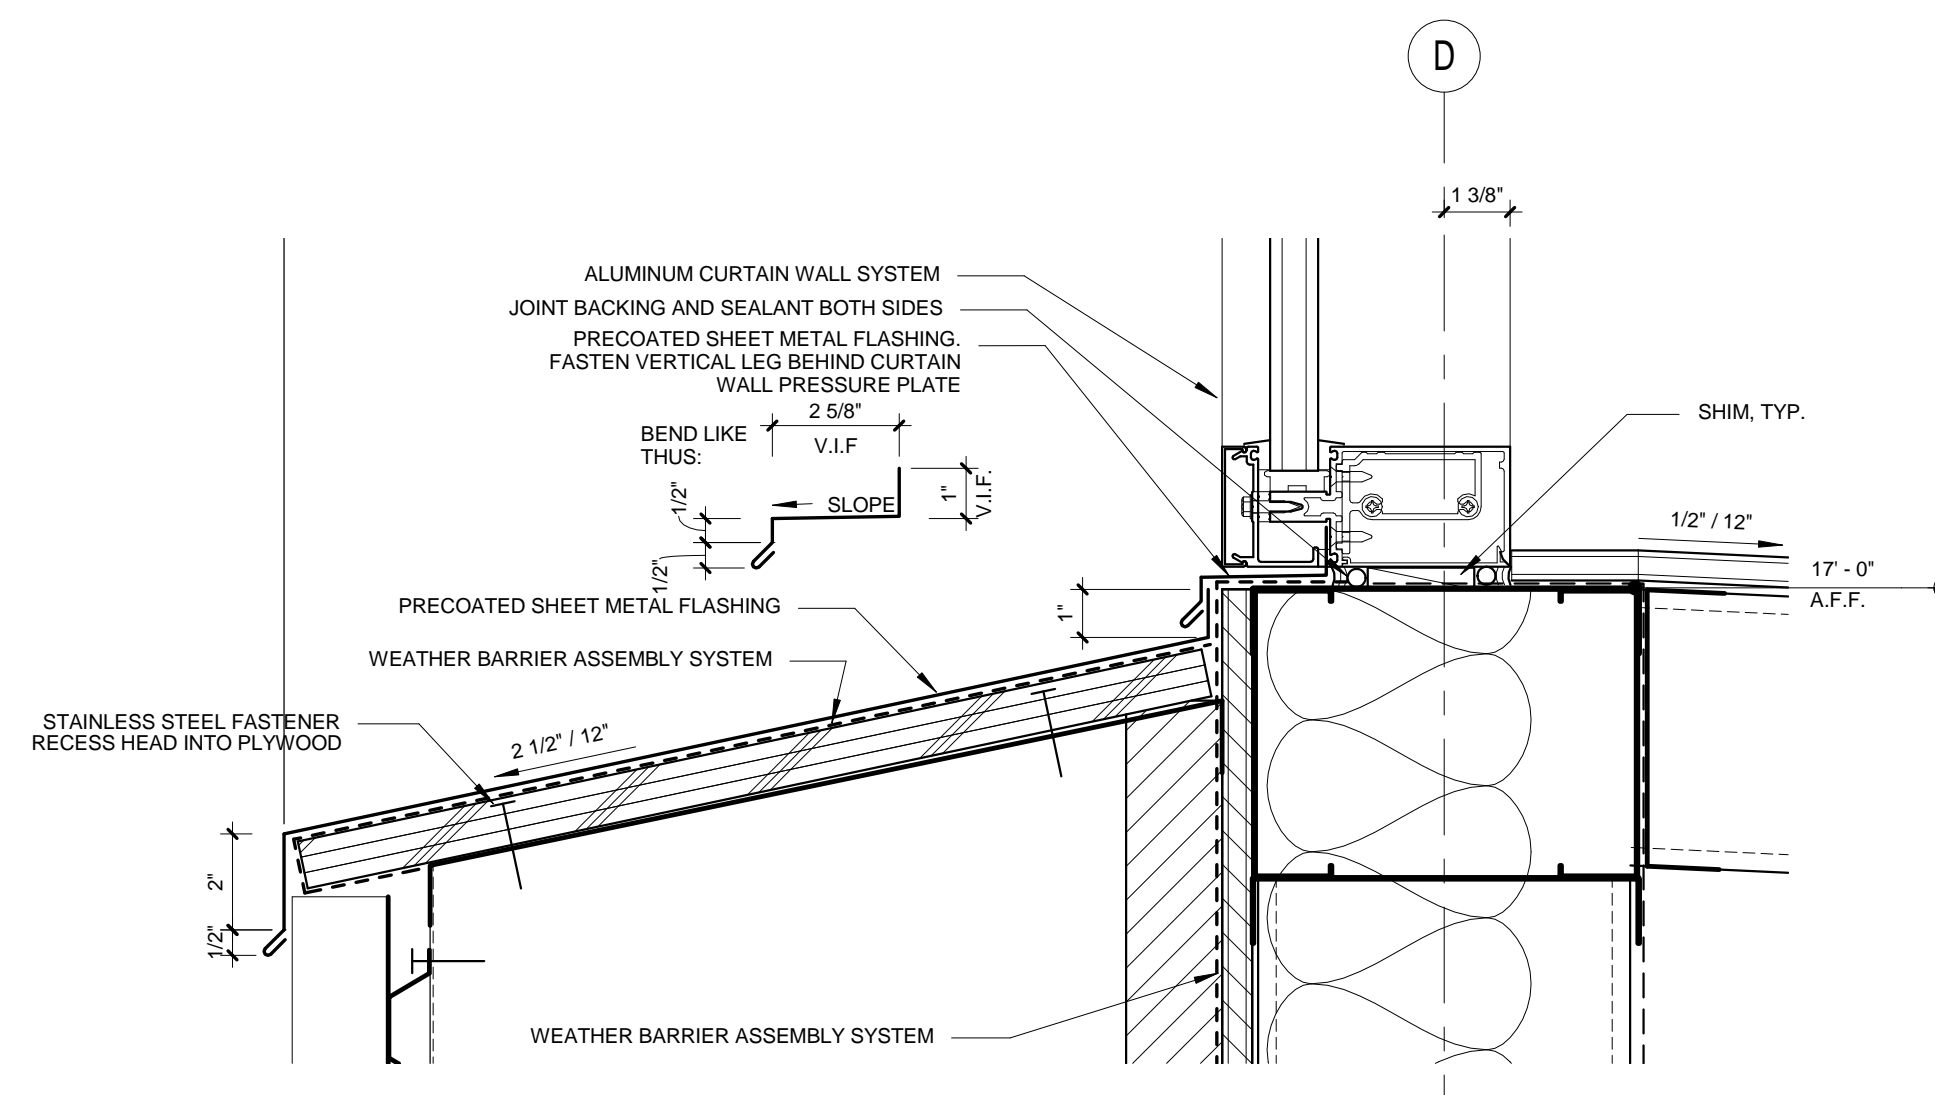 D
1 3/8"
ALUMINUM CURTAIN WALL SYSTEM
JOINT BACKING AND SEALANT BOTH SIDES
PRECOATED SHEET METAL FLASHING.
FASTEN VERTICAL LEG BEHIND CURTAIN
WALL PRESSURE PLATE
2 5/8"
V.I.F
BEND LIKE
THUS:
SHIM, TYP.
1/2"
SLOPE
1"
V.I.F.
1/2"
1/2" / 12"
17' - 0"
A.F.F.
PRECOATED SHEET METAL FLASHING
1"
WEATHER BARRIER ASSEMBLY SYSTEM
STAINLESS STEEL FASTENER
RECESS HEAD INTO PLYWOOD
2 1/2" / 12"
2"
1/2"
WEATHER BARRIER ASSEMBLY SYSTEM